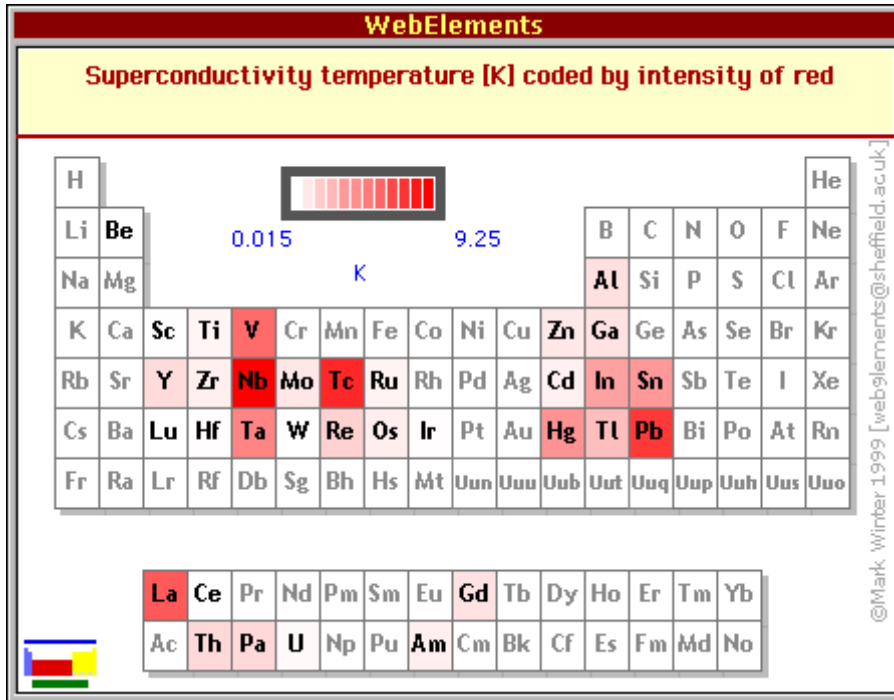 WebElements
Superconductivity temperature [K] coded by intensity of red
H He
Li Be 0.015 9.25 B C N O F Ne
Na Mg K Al Si P S Cl Ar
K Ca Sc Ti V Cr Mn Fe Co Ni Cu Zn Ga Ge As Se Br Kr
Rb Sr Y Zr Nb Mo Tc Ru Rh Pd Ag Cd In Sn Sb Te I Xe
Cs Ba Lu Hf Ta W Re Os Ir Pt Au Hg Tl Pb Bi Po At Rn
Fr Ra Lr Rf Db Sg Bh Hs Mt Uun Uuu Uub Uut Uuq Uup Uuh Uus Uuo
La Ce Pr Nd Pm Sm Eu Gd Tb Dy Ho Er Tm Yb
Ac Th Pa U Np Pu Am Cm Bk Cf Es Fm Md No
©Mark Winter 1999 [web9lements@sheffield.ac.uk]